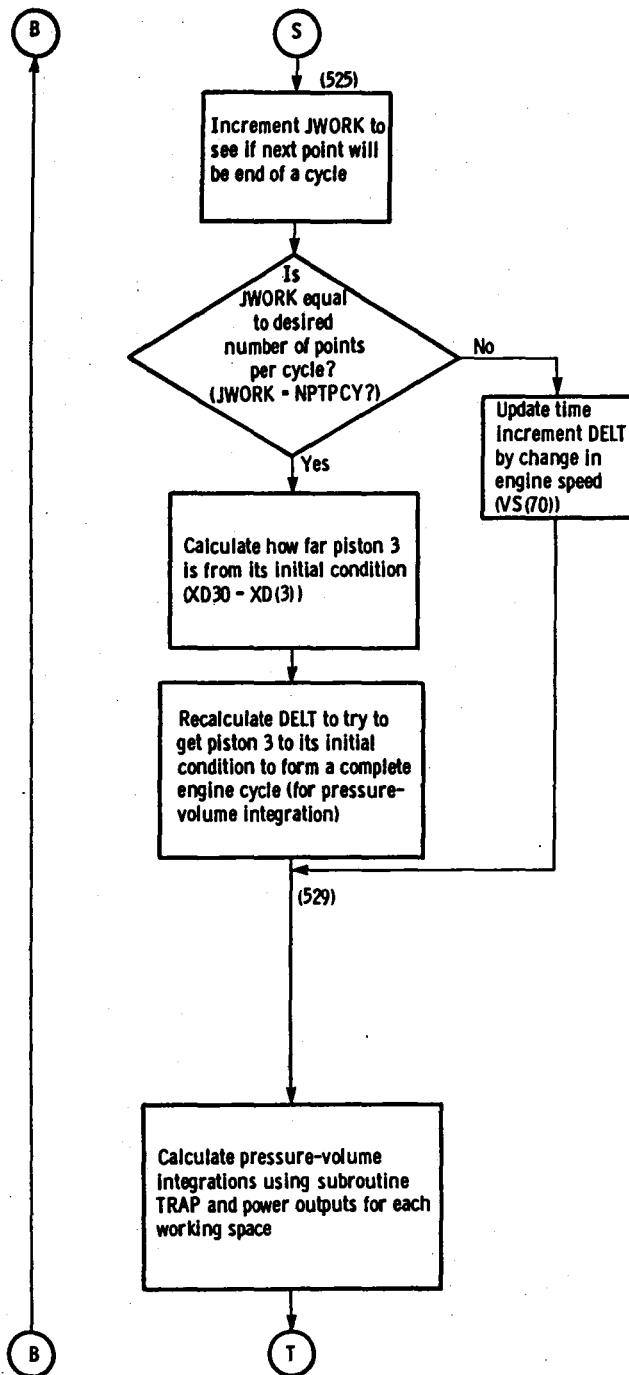 B
S
(525)
Increment JWORK to
see if next point will
be end of a cycle
Is
JWORK equal
to desired
number of points
per cycle?
(JWORK = NPTPCY?)
No
Yes
Update time
increment DELT
by change in
engine speed
(VS(70))
Calculate how far piston 3
is from its initial condition
(XD30 - XD(3))
Recalculate DELT to try to
get piston 3 to its initial
condition to form a complete
engine cycle (for pressure-
volume integration)
(529)
Calculate pressure-volume
integrations using subroutine
TRAP and power outputs for each
working space
B
T